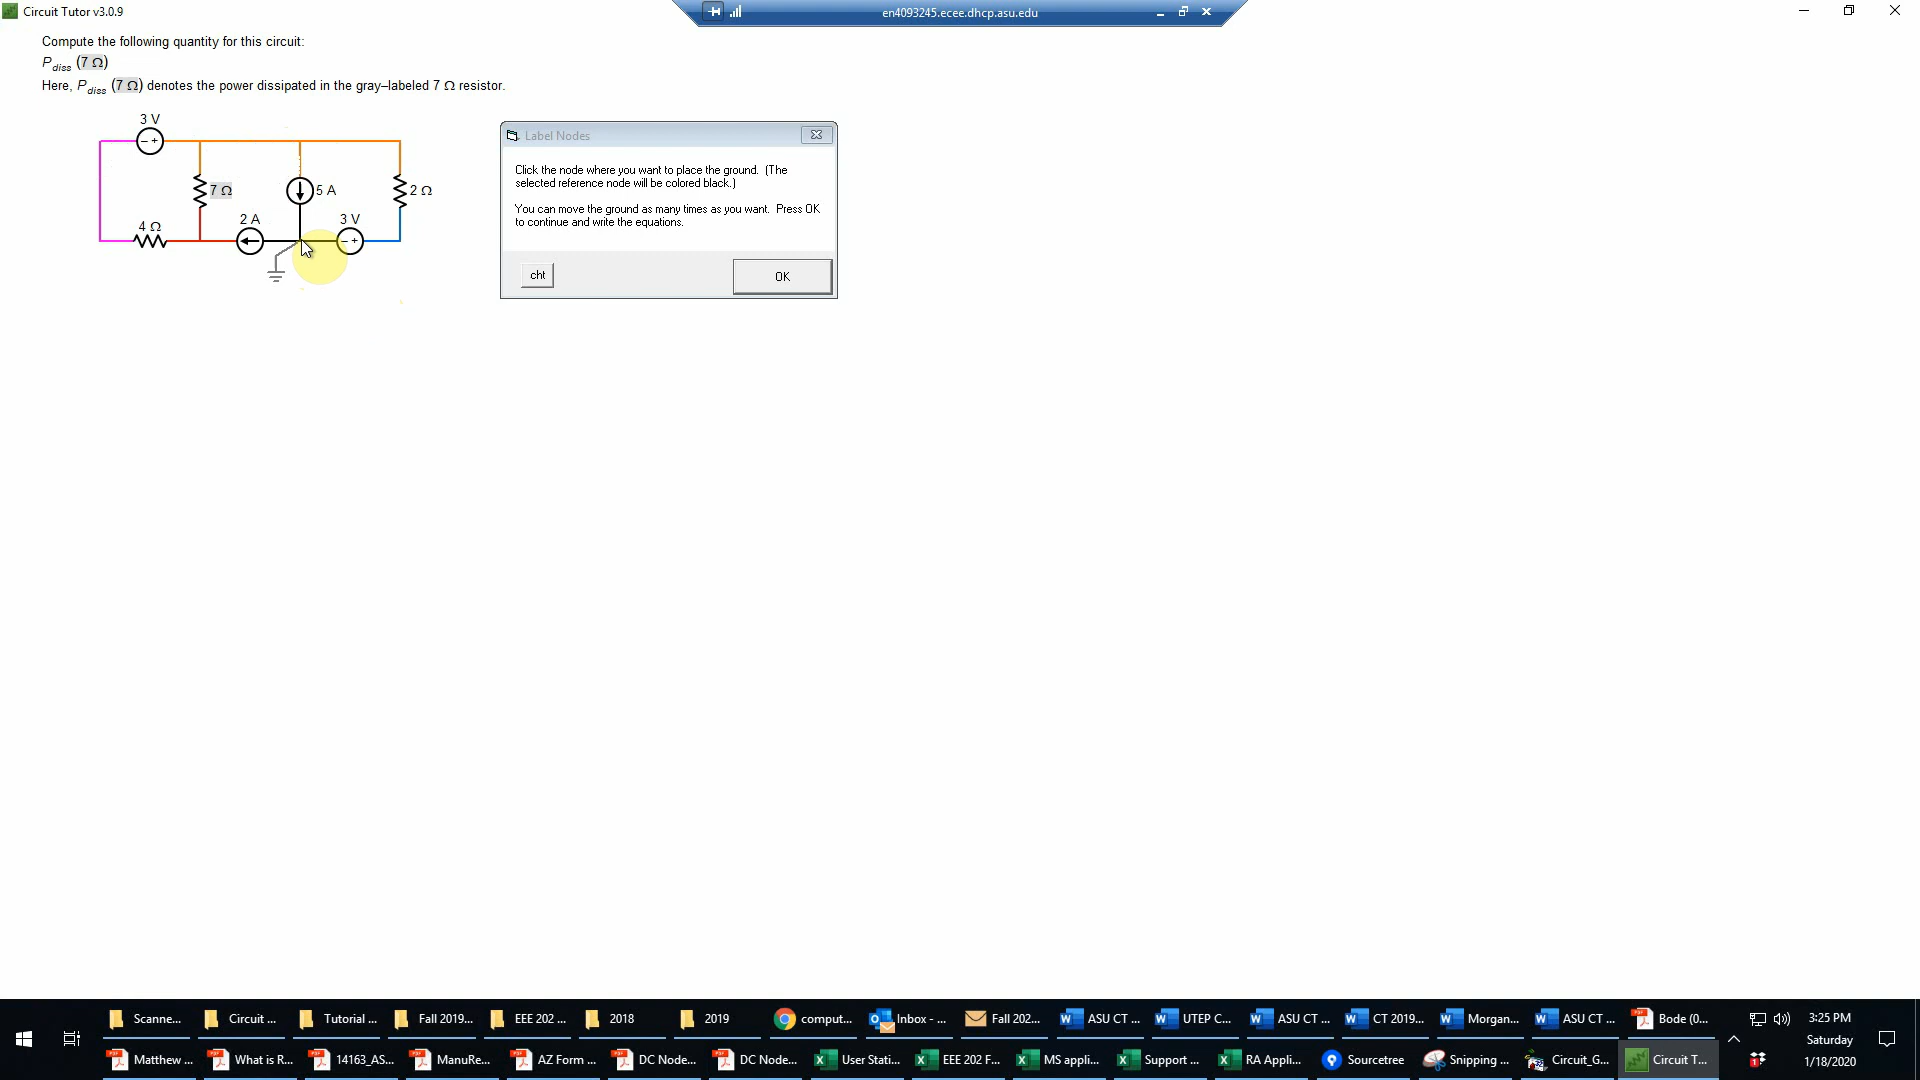 Circuit Tutor v3.0.9
en4093245.ecee.dhcp.asu.edu
Compute the following quantity for this circuit:
P diss (7 Ω)
Here, P diss (7 Ω) denotes the power dissipated in the gray–labeled 7 Ω resistor.
3 V
− +
7 Ω
5 A
2 Ω
4 Ω
2 A
3 V
− +
Label Nodes
Click the node where you want to place the ground. (The
selected reference node will be colored black.)
You can move the ground as many times as you want. Press OK
to continue and write the equations.
cht
OK
Scanne...
Circuit ...
Tutorial ...
Fall 2019...
EEE 202 ...
2018
2019
comput...
Inbox - ...
Fall 202...
ASU CT ...
UTEP C...
ASU CT ...
CT 2019...
Morgan...
ASU CT ...
Bode (0...
3:25 PM
Saturday
1/18/2020
Matthew ...
What is R...
14163_AS...
ManuRe...
AZ Form ...
DC Node...
DC Node...
User Stati...
EEE 202 F...
MS appli...
Support ...
RA Appli...
Sourcetree
Snipping ...
Circuit_G...
Circuit T...